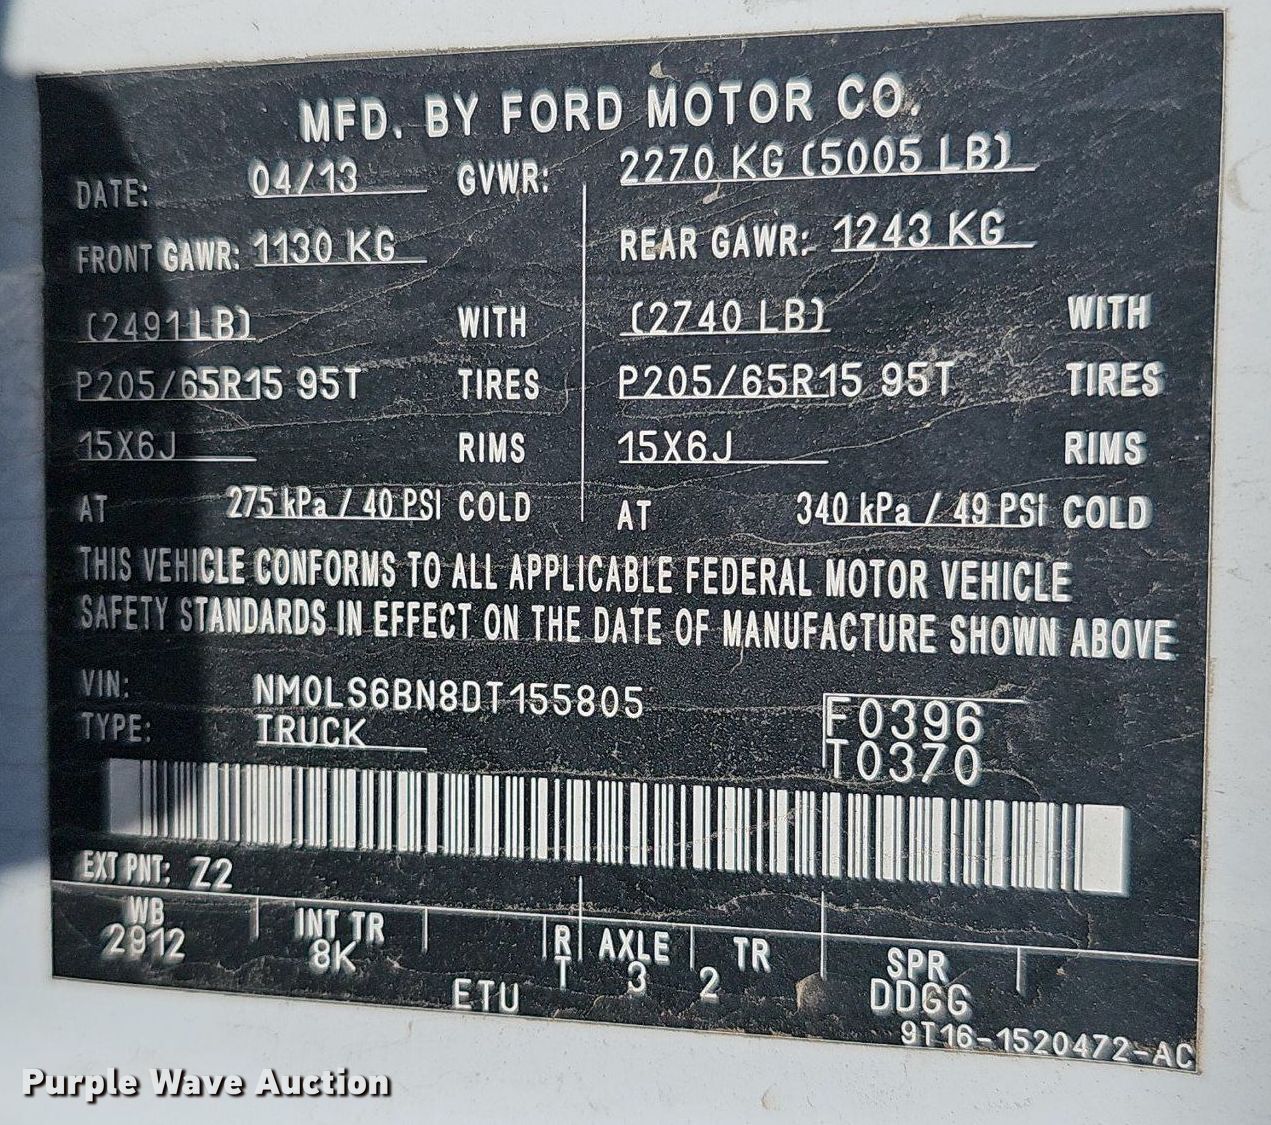 MFD. BY FORD MOTOR CO.
DATE: 04/13 GVWR: 2270 KG (5005 LB)
FRONT GAWR: 1130 KG REAR GAWR: 1243 KG
(2491 LB) WITH (2740 LB) WITH
P205/65R15 95T TIRES P205/65R15 95T TIRES
15X6J RIMS 15X6J RIMS
AT 275 kPa / 40 PSI COLD AT 340 kPa / 49 PSI COLD
THIS VEHICLE CONFORMS TO ALL APPLICABLE FEDERAL MOTOR VEHICLE
SAFETY STANDARDS IN EFFECT ON THE DATE OF MANUFACTURE SHOWN ABOVE
VIN: NM0LS6BN8DT155805
TYPE: TRUCK
F0396
T0370
EXT PNT: Z2
WB INT TR R AXLE TR SPR
2912 8K T 3 2 DDGG
ETU
9T16-1520472-AC
Purple Wave Auction